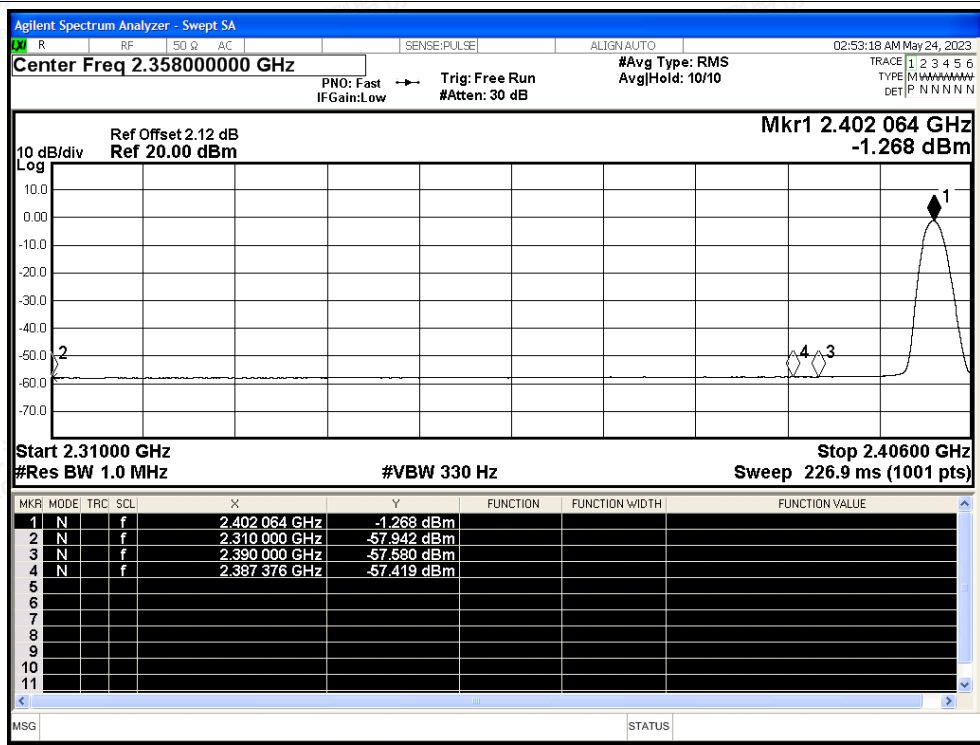 Agilent Spectrum Analyzer - Swept SA
LXI R RF 50 Ω AC SENSE:PULSE ALIGN AUTO 02:53:18 AM May 24, 2023
Center Freq 2.358000000 GHz
PNO: Fast
IFGain:Low
Trig: Free Run
#Atten: 30 dB
#Avg Type: RMS
Avg|Hold: 10/10
TRACE 1 2 3 4 5 6
TYPE M WWWWW
DET P N N N N N
Mkr1 2.402 064 GHz
-1.268 dBm
Ref Offset 2.12 dB
10 dB/div Ref 20.00 dBm
Log
10.0
0.00
-10.0
-20.0
-30.0
-40.0
-50.0
-60.0
-70.0
1
2
4 3
Start 2.31000 GHz Stop 2.40600 GHz
#Res BW 1.0 MHz #VBW 330 Hz Sweep 226.9 ms (1001 pts)
MKR MODE TRC SCL X Y FUNCTION FUNCTION WIDTH FUNCTION VALUE
1 N f 2.402 064 GHz -1.268 dBm
2 N f 2.310 000 GHz -57.942 dBm
3 N f 2.390 000 GHz -57.580 dBm
4 N f 2.387 376 GHz -57.419 dBm
5
6
7
8
9
10
11
MSG STATUS